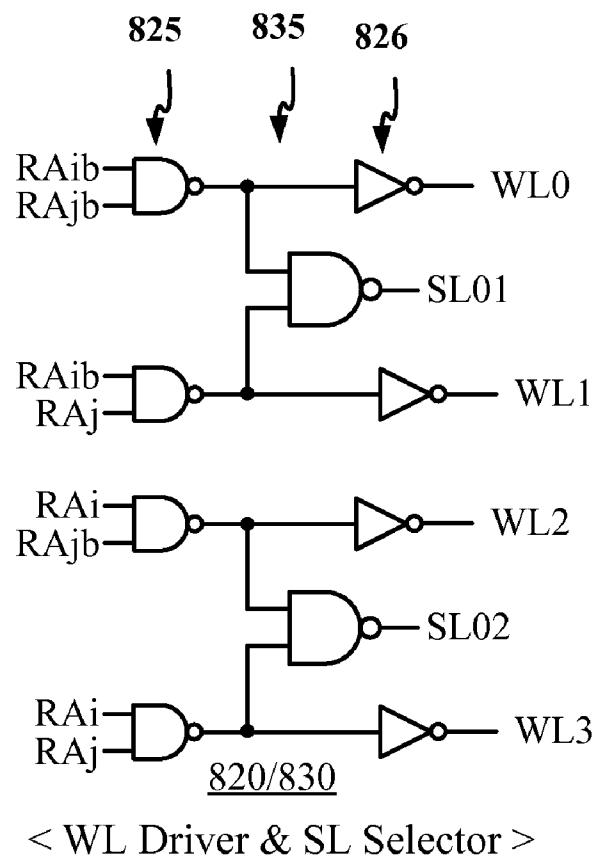 825 835 826
RAib
RAjb
WL0
SL01
RAib
RAj
WL1
RAi
RAjb
WL2
SL02
RAi
RAj
WL3
820/830
< WL Driver & SL Selector >